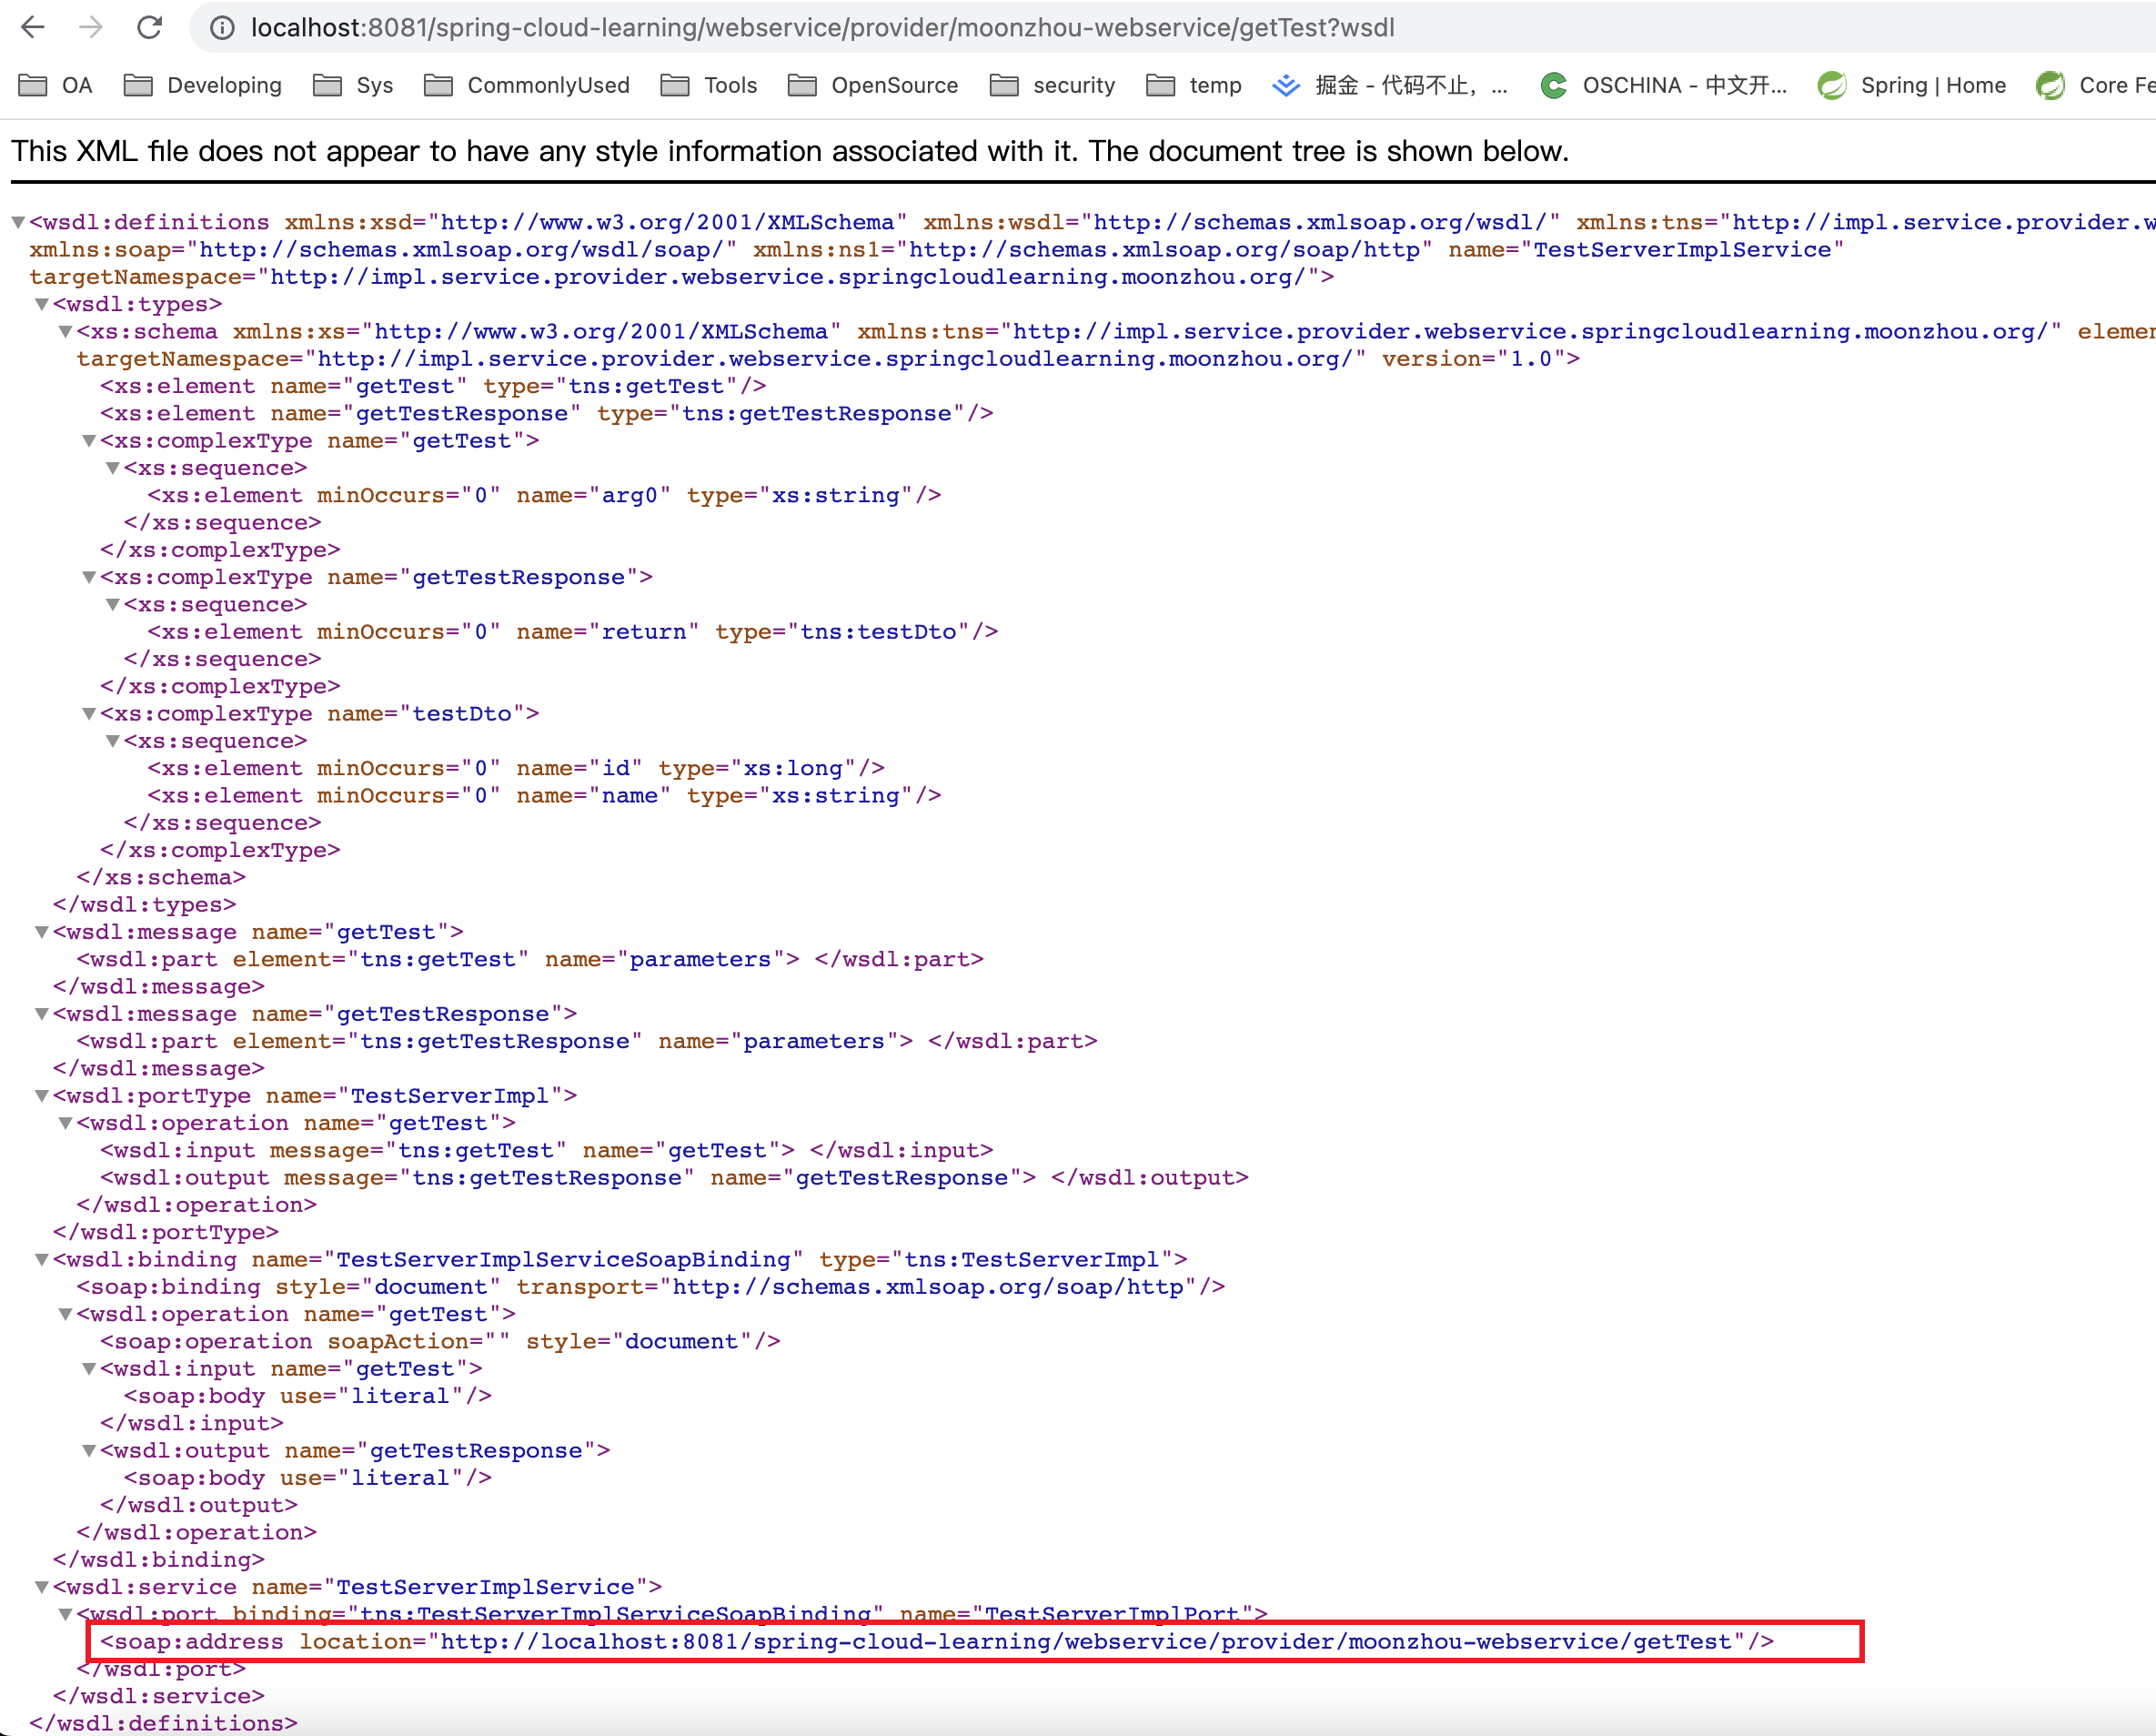 localhost:8081/spring-cloud-learning/webservice/provider/moonzhou-webservice/getTest?wsdl
OA Developing Sys CommonlyUsed Tools OpenSource security temp 掘金 - 代码不止，... OSCHINA - 中文开... Spring | Home Core Fe
This XML file does not appear to have any style information associated with it. The document tree is shown below.
<wsdl:definitions xmlns:xsd="http://www.w3.org/2001/XMLSchema" xmlns:wsdl="http://schemas.xmlsoap.org/wsdl/" xmlns:tns="http://impl.service.provider.w
xmlns:soap="http://schemas.xmlsoap.org/wsdl/soap/" xmlns:ns1="http://schemas.xmlsoap.org/soap/http" name="TestServerImplService"
targetNamespace="http://impl.service.provider.webservice.springcloudlearning.moonzhou.org/">
<wsdl:types>
<xs:schema xmlns:xs="http://www.w3.org/2001/XMLSchema" xmlns:tns="http://impl.service.provider.webservice.springcloudlearning.moonzhou.org/" elemen
targetNamespace="http://impl.service.provider.webservice.springcloudlearning.moonzhou.org/" version="1.0">
<xs:element name="getTest" type="tns:getTest"/>
<xs:element name="getTestResponse" type="tns:getTestResponse"/>
<xs:complexType name="getTest">
<xs:sequence>
<xs:element minOccurs="0" name="arg0" type="xs:string"/>
</xs:sequence>
</xs:complexType>
<xs:complexType name="getTestResponse">
<xs:sequence>
<xs:element minOccurs="0" name="return" type="tns:testDto"/>
</xs:sequence>
</xs:complexType>
<xs:complexType name="testDto">
<xs:sequence>
<xs:element minOccurs="0" name="id" type="xs:long"/>
<xs:element minOccurs="0" name="name" type="xs:string"/>
</xs:sequence>
</xs:complexType>
</xs:schema>
</wsdl:types>
<wsdl:message name="getTest">
<wsdl:part element="tns:getTest" name="parameters"> </wsdl:part>
</wsdl:message>
<wsdl:message name="getTestResponse">
<wsdl:part element="tns:getTestResponse" name="parameters"> </wsdl:part>
</wsdl:message>
<wsdl:portType name="TestServerImpl">
<wsdl:operation name="getTest">
<wsdl:input message="tns:getTest" name="getTest"> </wsdl:input>
<wsdl:output message="tns:getTestResponse" name="getTestResponse"> </wsdl:output>
</wsdl:operation>
</wsdl:portType>
<wsdl:binding name="TestServerImplServiceSoapBinding" type="tns:TestServerImpl">
<soap:binding style="document" transport="http://schemas.xmlsoap.org/soap/http"/>
<wsdl:operation name="getTest">
<soap:operation soapAction="" style="document"/>
<wsdl:input name="getTest">
<soap:body use="literal"/>
</wsdl:input>
<wsdl:output name="getTestResponse">
<soap:body use="literal"/>
</wsdl:output>
</wsdl:operation>
</wsdl:binding>
<wsdl:service name="TestServerImplService">
<wsdl:port binding="tns:TestServerImplServiceSoapBinding" name="TestServerImplPort">
<soap:address location="http://localhost:8081/spring-cloud-learning/webservice/provider/moonzhou-webservice/getTest"/>
</wsdl:port>
</wsdl:service>
</wsdl:definitions>